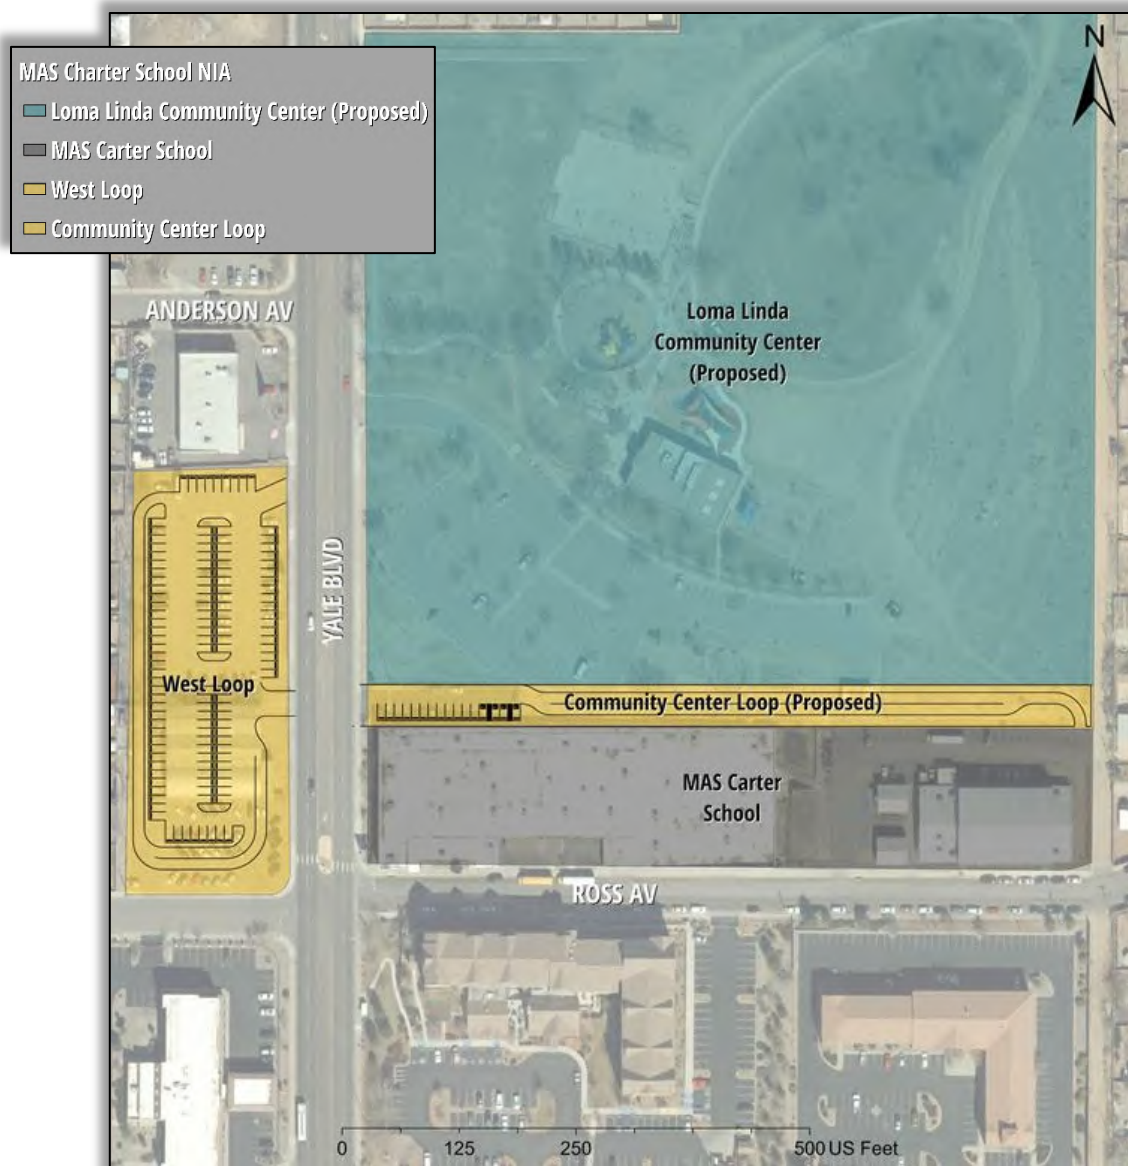 N
MAS Charter School NIA
Loma Linda Community Center (Proposed)
MAS Carter School
West Loop
Community Center Loop
ANDERSON AV
Loma Linda
Community Center
(Proposed)
YALE BLVD
West Loop
Community Center Loop (Proposed)
MAS Carter
School
ROSS AV
0 125 250 500 US Feet